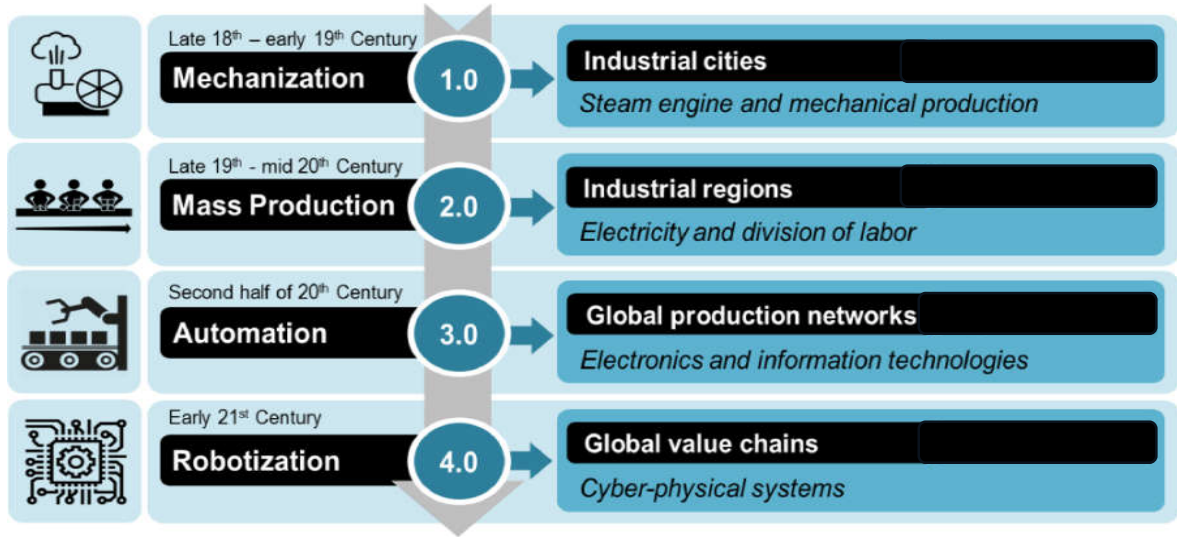 Late 18th – early 19th Century
Mechanization
1.0
Industrial cities
Steam engine and mechanical production
Late 19th - mid 20th Century
Mass Production
2.0
Industrial regions
Electricity and division of labor
Second half of 20th Century
Automation
3.0
Global production networks
Electronics and information technologies
Early 21st Century
Robotization
4.0
Global value chains
Cyber-physical systems